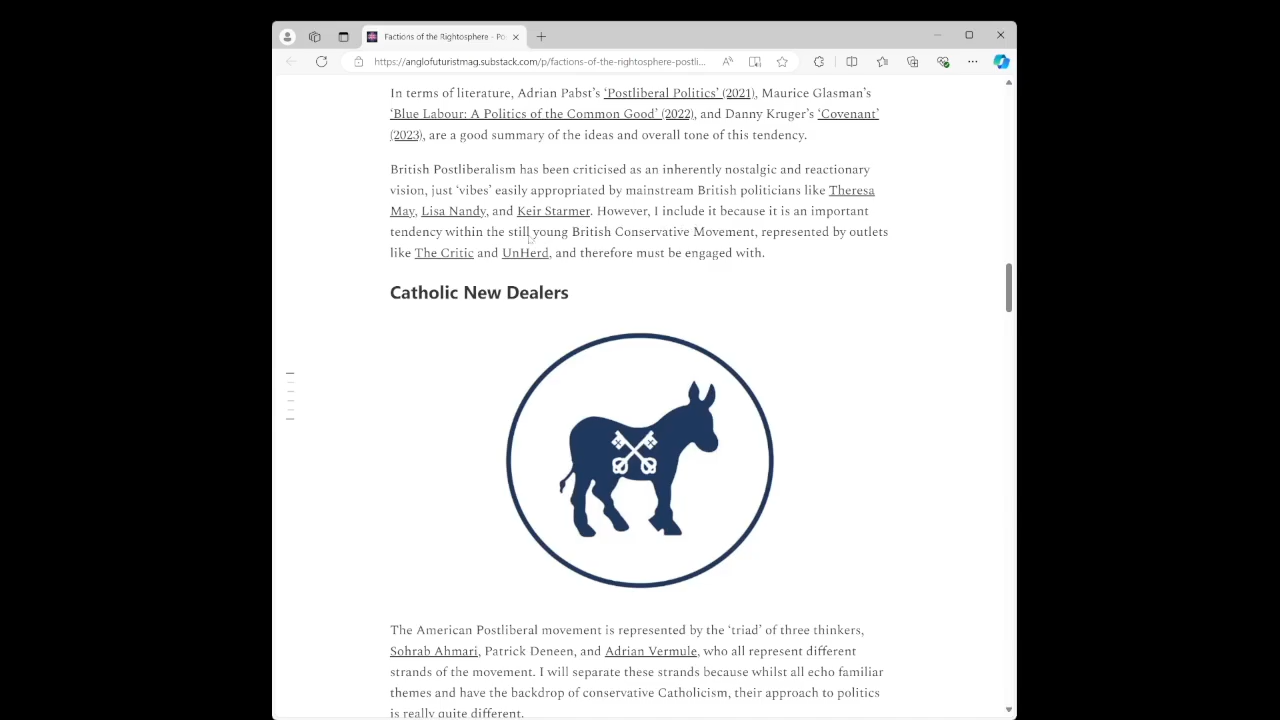 Factions of the Rightosphere - Po
https://anglofuturistmag.substack.com/p/factions-of-the-rightosphere-postli...
In terms of literature, Adrian Pabst’s ‘Postliberal Politics’ (2021), Maurice Glasman’s
‘Blue Labour: A Politics of the Common Good’ (2022), and Danny Kruger’s ‘Covenant’
(2023), are a good summary of the ideas and overall tone of this tendency.
British Postliberalism has been criticised as an inherently nostalgic and reactionary
vision, just ‘vibes’ easily appropriated by mainstream British politicians like Theresa
May, Lisa Nandy, and Keir Starmer. However, I include it because it is an important
tendency within the still young British Conservative Movement, represented by outlets
like The Critic and UnHerd, and therefore must be engaged with.
Catholic New Dealers
The American Postliberal movement is represented by the ‘triad’ of three thinkers,
Sohrab Ahmari, Patrick Deneen, and Adrian Vermule, who all represent different
strands of the movement. I will separate these strands because whilst all echo familiar
themes and have the backdrop of conservative Catholicism, their approach to politics
is really quite different.